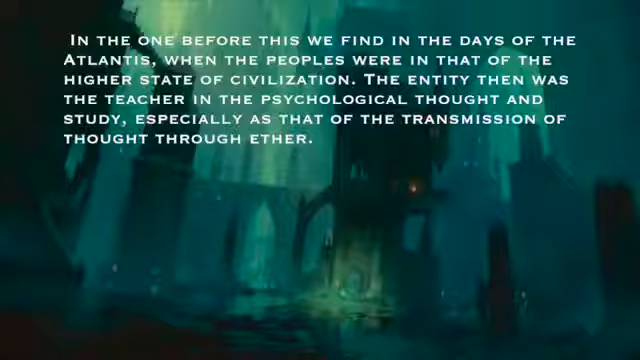 In the one before this we find in the days of the
Atlantis, when the peoples were in that of the
higher state of civilization. The entity then was
the teacher in the psychological thought and
study, especially as that of the transmission of
thought through ether.